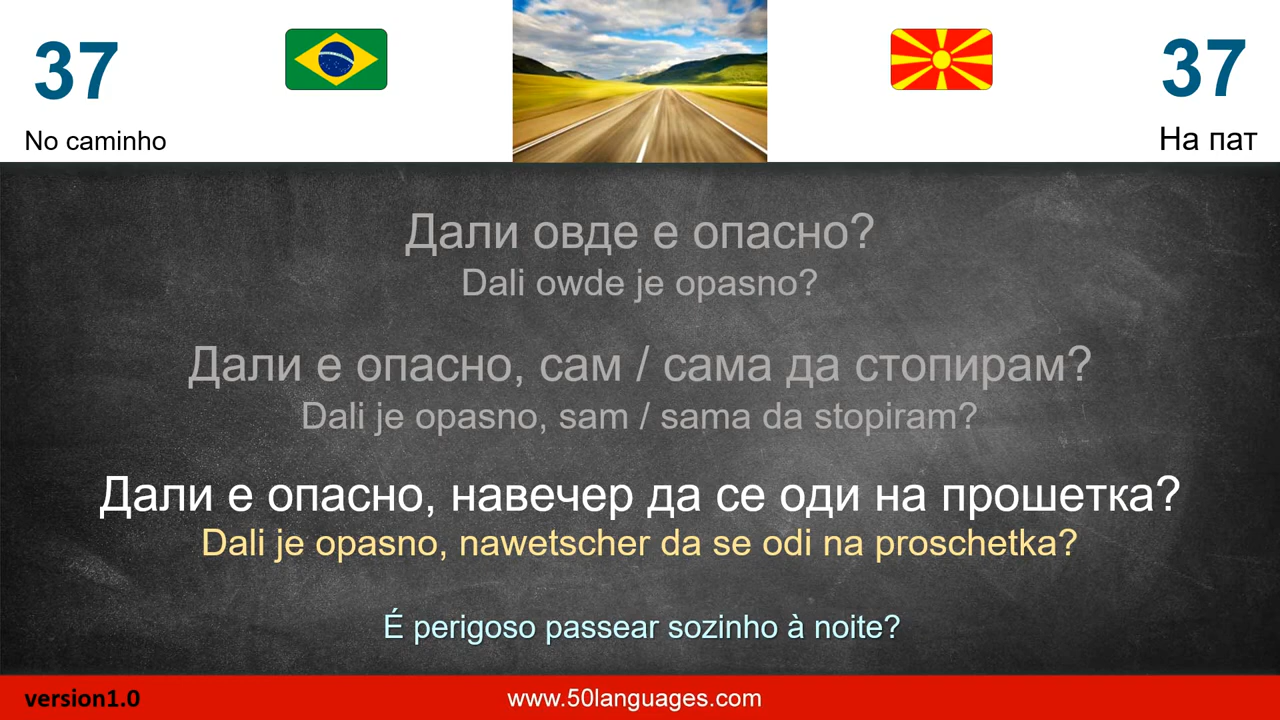 37
37
No caminho
На пат
Дали овде е опасно?
Dali owde je opasno?
Дали е опасно, сам / сама да стопирам?
Dali je opasno, sam / sama da stopiram?
Дали е опасно, навечер да се оди на прошетка?
Dali je opasno, nawetscher da se odi na proschetka?
É perigoso passear sozinho à noite?
version1.0
www.50languages.com